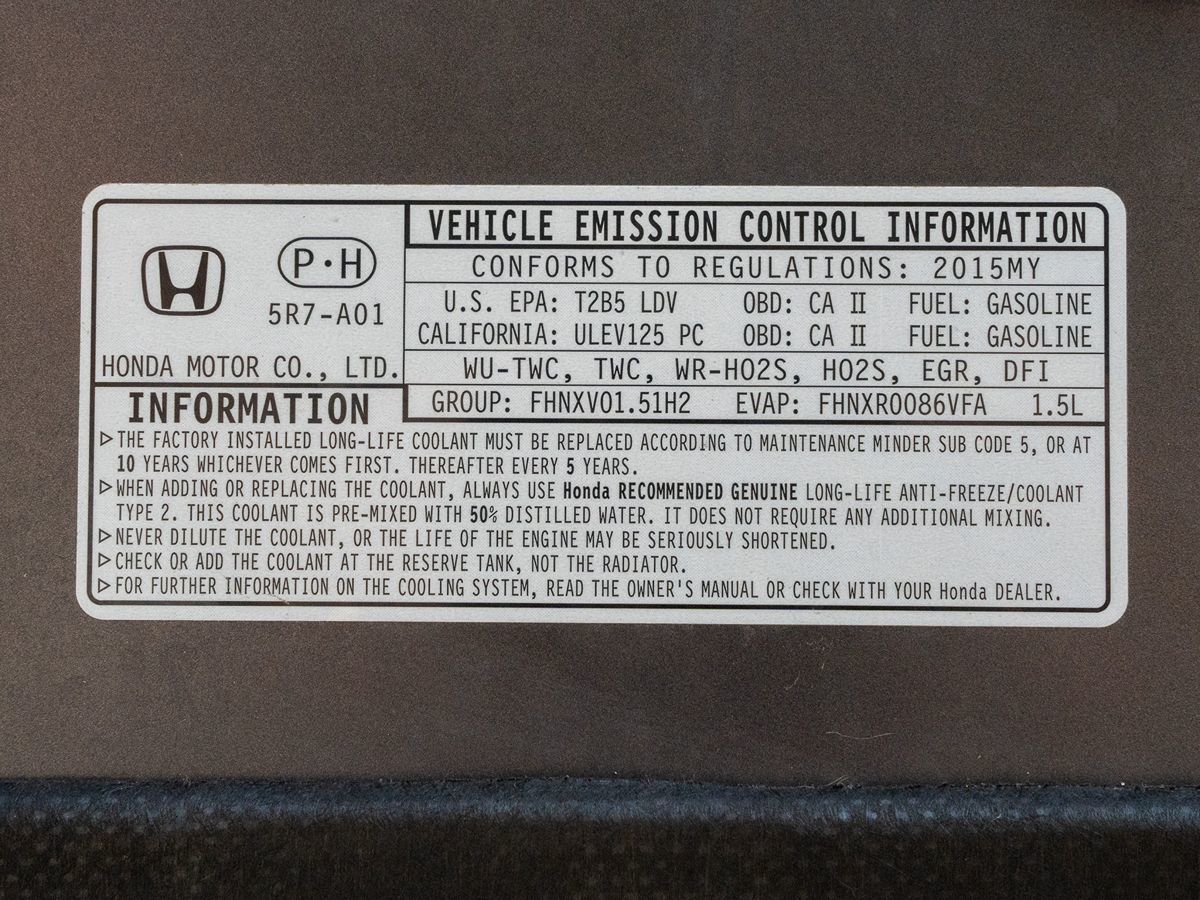 P·H
5R7-A01
HONDA MOTOR CO., LTD.
VEHICLE EMISSION CONTROL INFORMATION
CONFORMS TO REGULATIONS: 2015MY
U.S. EPA: T2B5 LDV OBD: CA II FUEL: GASOLINE
CALIFORNIA: ULEV125 PC OBD: CA II FUEL: GASOLINE
WU-TWC, TWC, WR-HO2S, HO2S, EGR, DFI
GROUP: FHNXV01.51H2 EVAP: FHNXR0086VFA 1.5L
INFORMATION
▷THE FACTORY INSTALLED LONG-LIFE COOLANT MUST BE REPLACED ACCORDING TO MAINTENANCE MINDER SUB CODE 5, OR AT
10 YEARS WHICHEVER COMES FIRST. THEREAFTER EVERY 5 YEARS.
▷WHEN ADDING OR REPLACING THE COOLANT, ALWAYS USE Honda RECOMMENDED GENUINE LONG-LIFE ANTI-FREEZE/COOLANT
TYPE 2. THIS COOLANT IS PRE-MIXED WITH 50% DISTILLED WATER. IT DOES NOT REQUIRE ANY ADDITIONAL MIXING.
▷NEVER DILUTE THE COOLANT, OR THE LIFE OF THE ENGINE MAY BE SERIOUSLY SHORTENED.
▷CHECK OR ADD THE COOLANT AT THE RESERVE TANK, NOT THE RADIATOR.
▷FOR FURTHER INFORMATION ON THE COOLING SYSTEM, READ THE OWNER'S MANUAL OR CHECK WITH YOUR Honda DEALER.